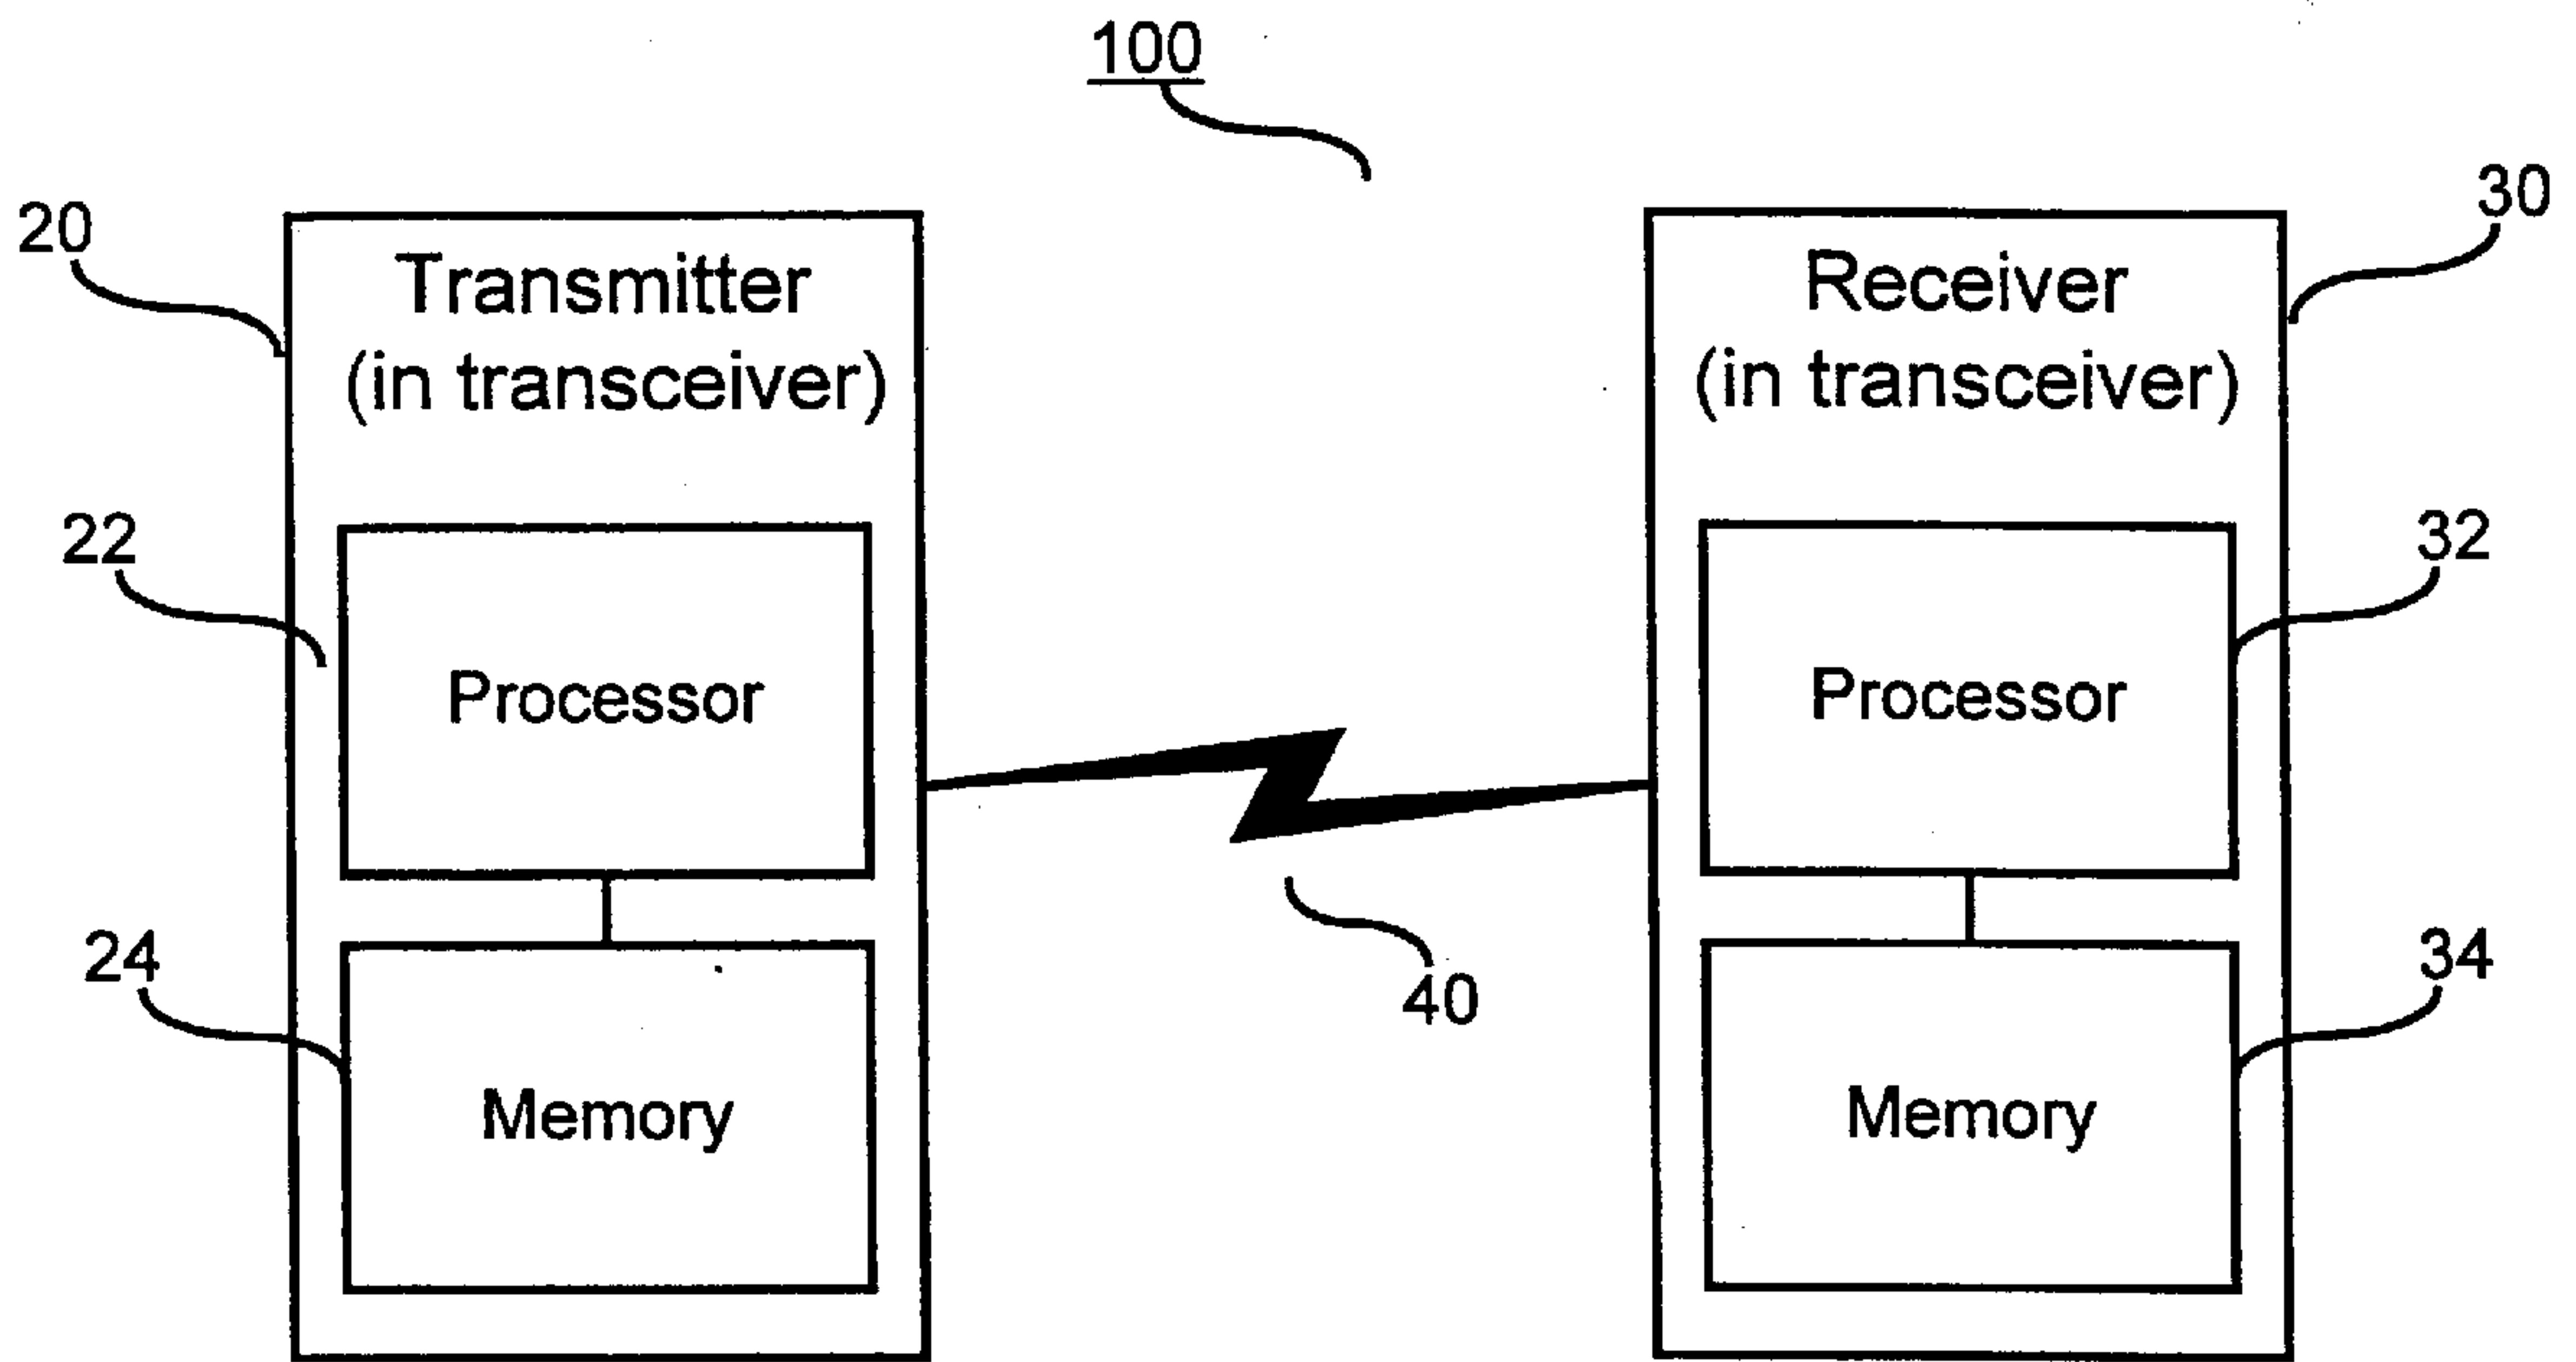 100
20
30
Transmitter
(in transceiver)
Receiver
(in transceiver)
22
32
Processor
Processor
24
34
40
Memory
Memory